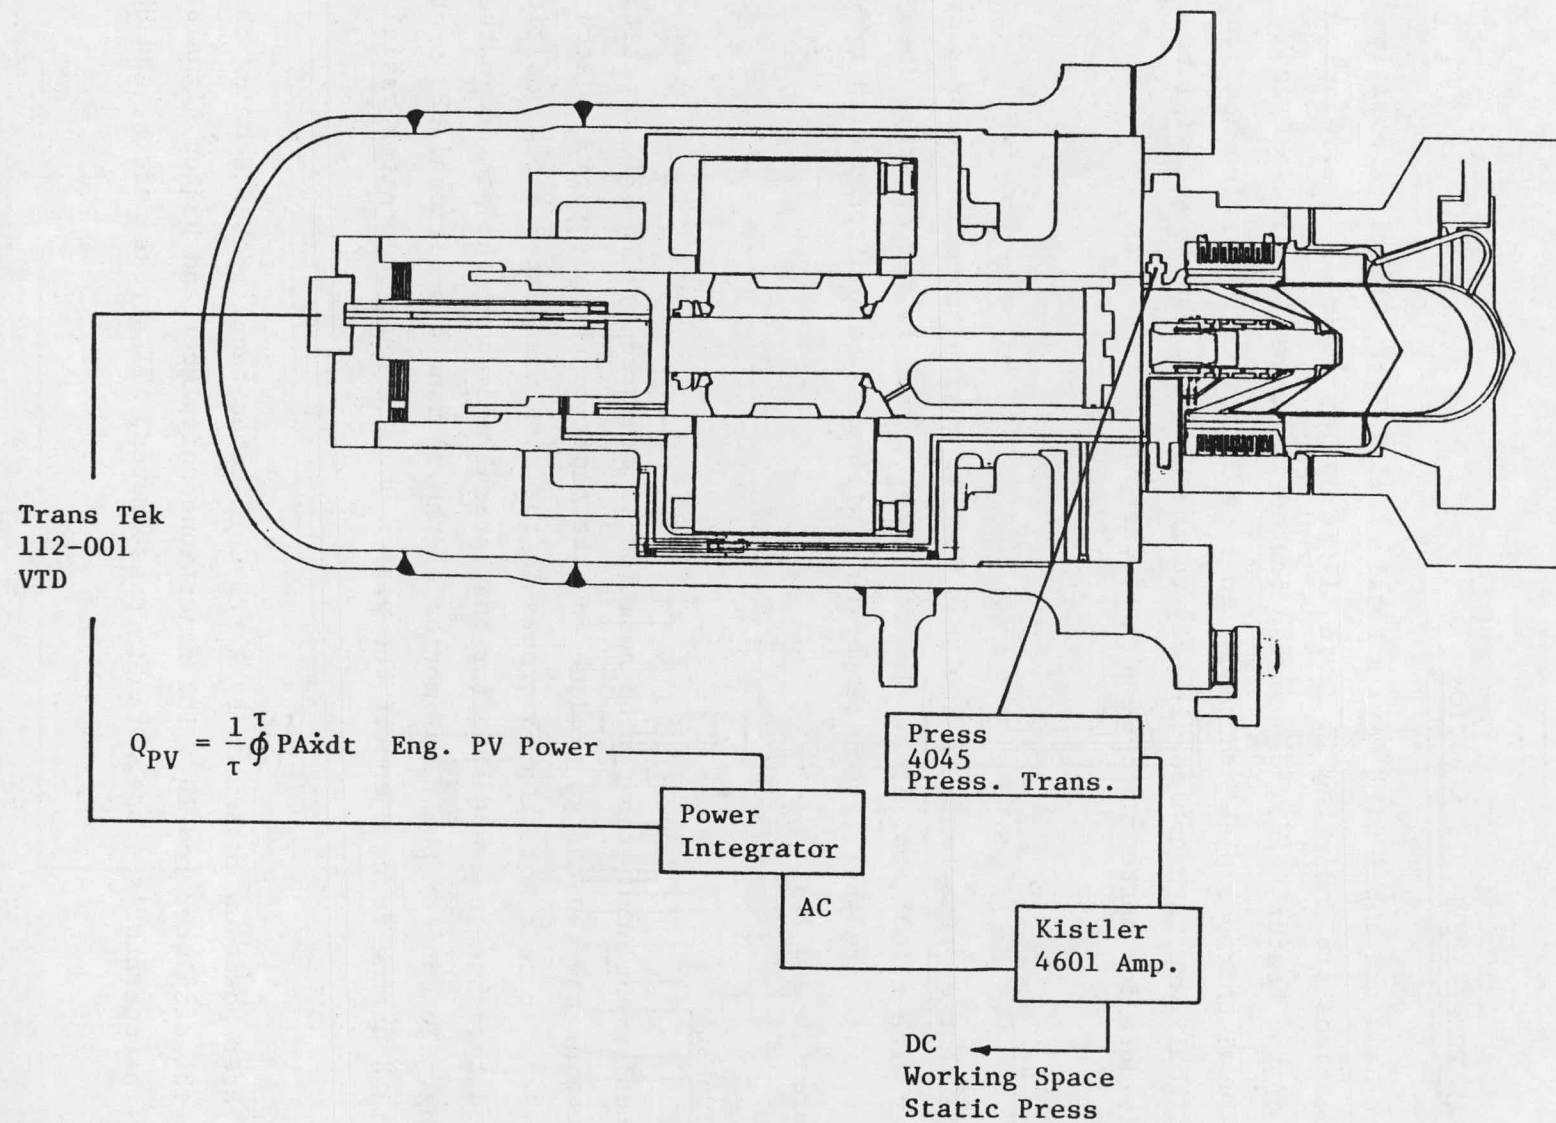 Trans Tek
112-001
VTD
Q_PV = 1/τ ∮^τ PAẋdt Eng. PV Power
Press
4045
Press. Trans.
Power
Integrator
AC
Kistler
4601 Amp.
DC
Working Space
Static Press